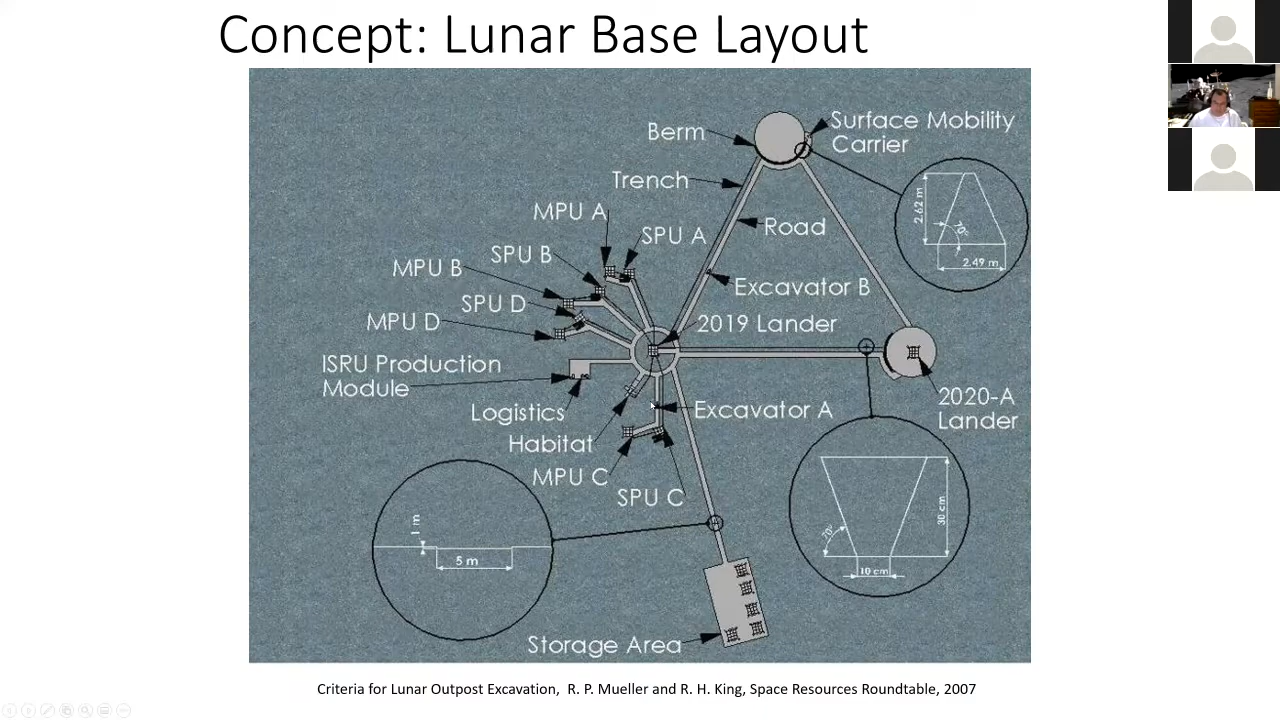 Concept: Lunar Base Layout
Berm
Surface Mobility
Carrier
Trench
2.62 m
70°
2.49 m
MPU A
SPU A
Road
SPU B
MPU B
Excavator B
SPU D
MPU D
2019 Lander
ISRU Production
Module
2020-A
Lander
Logistics
Excavator A
Habitat
MPU C
SPU C
.1 m
5 m
70°
30 cm
10 cm
Storage Area
Criteria for Lunar Outpost Excavation, R. P. Mueller and R. H. King, Space Resources Roundtable, 2007